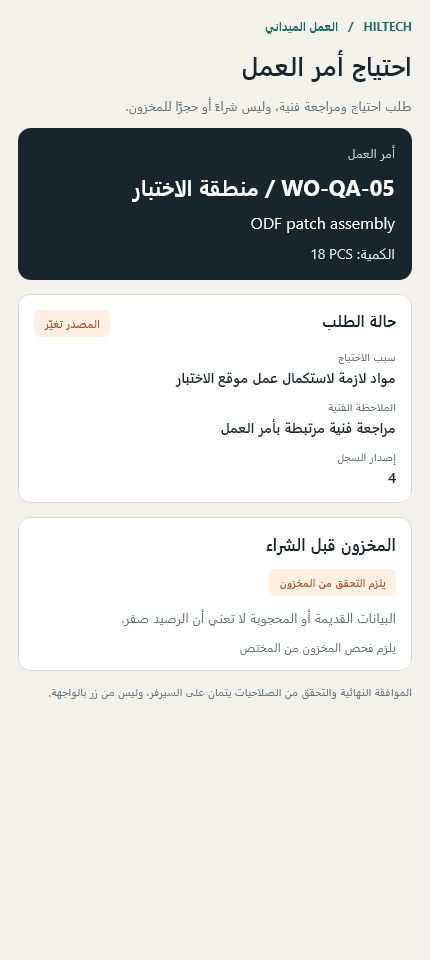 HILTECH / العمل الميداني
احتياج أمر العمل
طلب احتياج ومراجعة فنية، وليس شراءً أو حجزًا للمخزون.
أمر العمل
WO-QA-05 / منطقة الاختبار
ODF patch assembly
الكمية: 18 PCS
حالة الطلب
المصدر تغيّر
سبب الاحتياج
مواد لازمة لاستكمال عمل موقع الاختبار
الملاحظة الفنية
مراجعة فنية مرتبطة بأمر العمل
إصدار السجل
4
المخزون قبل الشراء
يلزم التحقق من المخزون
البيانات القديمة أو المحجوبة لا تعني أن الرصيد صفر.
يلزم فحص المخزون من المختص
الموافقة النهائية والتحقق من الصلاحيات يتمان على السيرفر، وليس من زر بالواجهة.